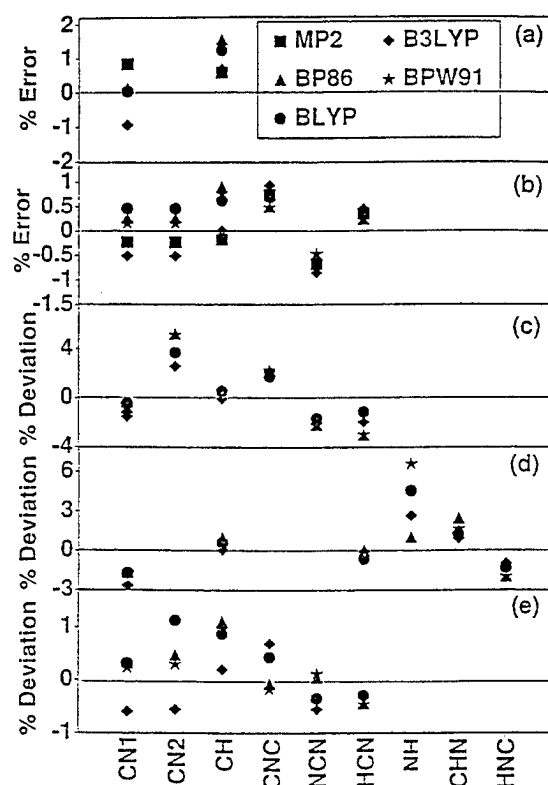 MP2 B3LYP (a)
BP86 BPW91
BLYP
% Error
2
1
0
-1
2
(b)
% Error
1
0.5
0
-0.5
-1
-1.5
(c)
% Deviation
4
0
-4
(d)
% Deviation
6
3
0
-3
(e)
% Deviation
1
0
-1
CN1
CN2
CH
CNC
NCN
HCN
NH
CHN
HNC